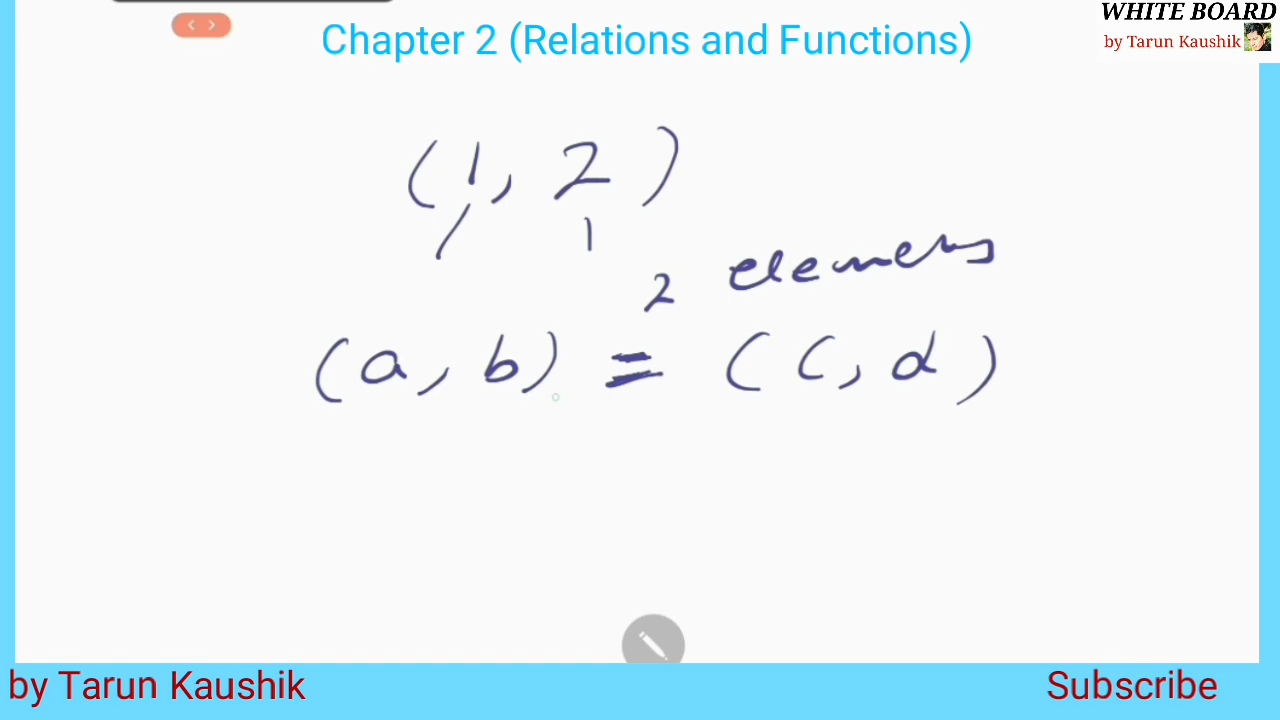 WHITE BOARD
by Tarun Kaushik
< >
Chapter 2 (Relations and Functions)
(1, 2)
2 elements
(a, b) = (c, d)
by Tarun Kaushik
Subscribe